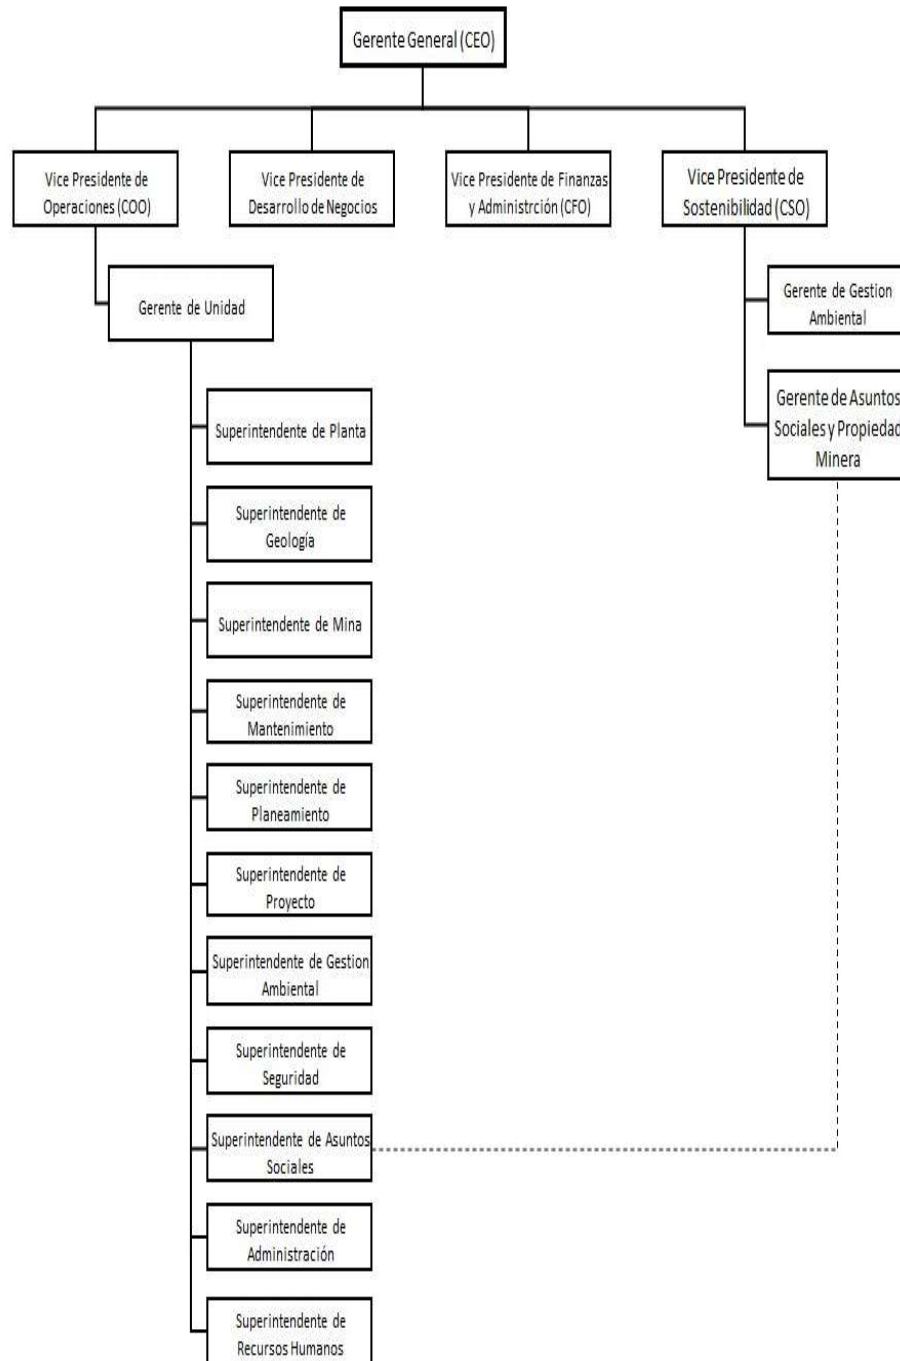 Gerente General (CEO)
Vice Presidente de
Operaciones (COO)
Vice Presidente de
Desarrollo de Negocios
Vice Presidente de Finanzas
y Administrción (CFO)
Vice Presidente de
Sostenibilidad (CSO)
Gerente de Unidad
Gerente de Gestion
Ambiental
Gerente de Asuntos
Sociales y Propiedad
Minera
Superintendente de Planta
Superintendente de
Geología
Superintendente de Mina
Superintendente de
Mantenimiento
Superintendente de
Planeamiento
Superintendente de
Proyecto
Superintendente de Gestion
Ambiental
Superintendente de
Seguridad
Superintendente de Asuntos
Sociales
Superintendente de
Administración
Superintendente de
Recursos Humanos